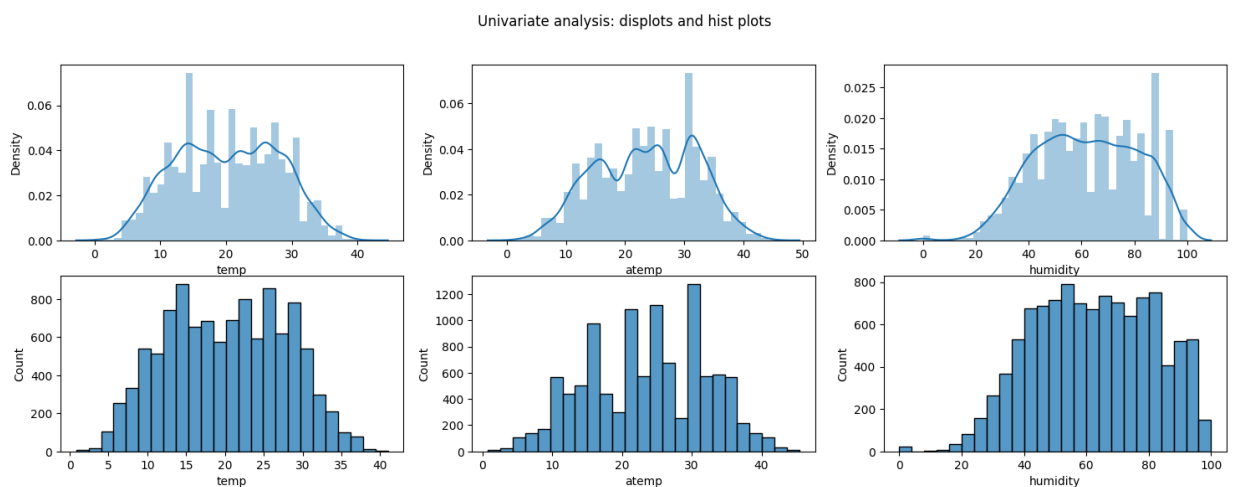 Univariate analysis: displots and hist plots
Density
0.06
0.04
0.02
0.00
0 10 20 30 40
temp
Density
0.06
0.04
0.02
0.00
0 10 20 30 40 50
atemp
Density
0.025
0.020
0.015
0.010
0.005
0.000
0 20 40 60 80 100
humidity
Count
800
600
400
200
0
0 5 10 15 20 25 30 35 40
temp
Count
1200
1000
800
600
400
200
0
0 10 20 30 40
atemp
Count
800
600
400
200
0
0 20 40 60 80 100
humidity